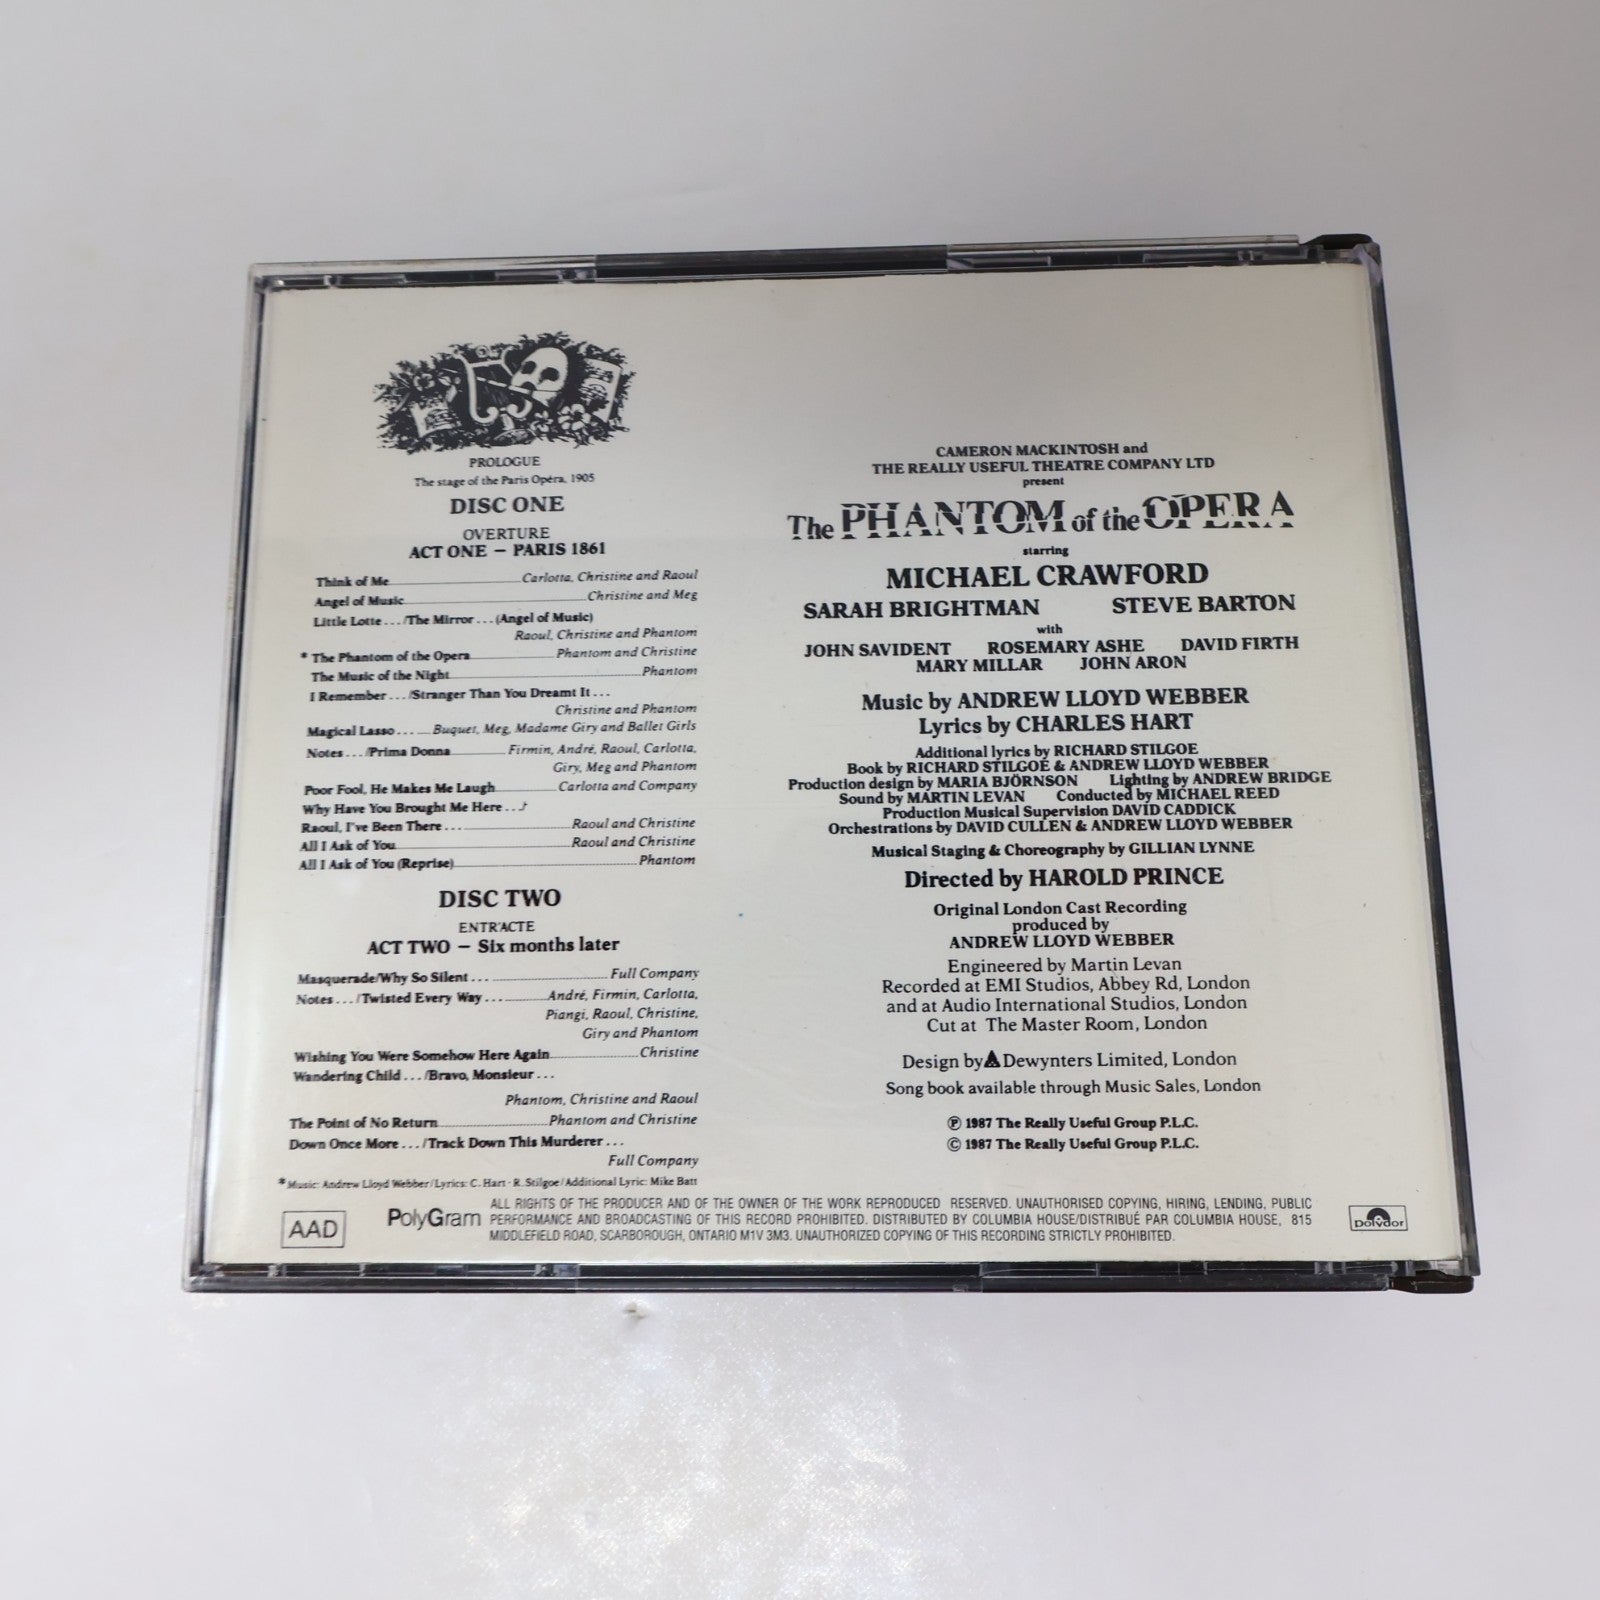 PROLOGUE
The stage of the Paris Opéra, 1905
DISC ONE
OVERTURE
ACT ONE – PARIS 1861
Think of Me Carlotta, Christine and Raoul
Angel of Music Christine and Meg
Little Lotte . . . /The Mirror . . . (Angel of Music)
Raoul, Christine and Phantom
* The Phantom of the Opera Phantom and Christine
The Music of the Night Phantom
I Remember . . . /Stranger Than You Dreamt It . . .
Christine and Phantom
Magical Lasso . . . Buquet, Meg, Madame Giry and Ballet Girls
Notes . . . /Prima Donna Firmin, André, Raoul, Carlotta,
Giry, Meg and Phantom
Poor Fool, He Makes Me Laugh Carlotta and Company
Why Have You Brought Me Here . . ./
Raoul, I've Been There . . . Raoul and Christine
All I Ask of You Raoul and Christine
All I Ask of You (Reprise) Phantom
DISC TWO
ENTR'ACTE
ACT TWO – Six months later
Masquerade/Why So Silent . . . Full Company
Notes . . . /Twisted Every Way . . . André, Firmin, Carlotta,
Piangi, Raoul, Christine,
Giry and Phantom
Wishing You Were Somehow Here Again Christine
Wandering Child . . . /Bravo, Monsieur . . .
Phantom, Christine and Raoul
The Point of No Return Phantom and Christine
Down Once More . . . /Track Down This Murderer . . .
Full Company
* Music: Andrew Lloyd Webber/Lyrics: C. Hart · R. Stilgoe/Additional Lyric: Mike Batt
CAMERON MACKINTOSH and
THE REALLY USEFUL THEATRE COMPANY LTD
present
The PHANTOM of the OPERA
starring
MICHAEL CRAWFORD
SARAH BRIGHTMAN STEVE BARTON
with
JOHN SAVIDENT ROSEMARY ASHE DAVID FIRTH
MARY MILLAR JOHN ARON
Music by ANDREW LLOYD WEBBER
Lyrics by CHARLES HART
Additional lyrics by RICHARD STILGOE
Book by RICHARD STILGOE & ANDREW LLOYD WEBBER
Production design by MARIA BJÖRNSON Lighting by ANDREW BRIDGE
Sound by MARTIN LEVAN Conducted by MICHAEL REED
Production Musical Supervision DAVID CADDICK
Orchestrations by DAVID CULLEN & ANDREW LLOYD WEBBER
Musical Staging & Choreography by GILLIAN LYNNE
Directed by HAROLD PRINCE
Original London Cast Recording
produced by
ANDREW LLOYD WEBBER
Engineered by Martin Levan
Recorded at EMI Studios, Abbey Rd, London
and at Audio International Studios, London
Cut at The Master Room, London
Design by Dewynters Limited, London
Song book available through Music Sales, London
℗ 1987 The Really Useful Group P.L.C.
© 1987 The Really Useful Group P.L.C.
AAD
PolyGram
ALL RIGHTS OF THE PRODUCER AND OF THE OWNER OF THE WORK REPRODUCED RESERVED. UNAUTHORISED COPYING, HIRING, LENDING, PUBLIC
PERFORMANCE AND BROADCASTING OF THIS RECORD PROHIBITED. DISTRIBUTED BY COLUMBIA HOUSE/DISTRIBUÉ PAR COLUMBIA HOUSE, 815
MIDDLEFIELD ROAD, SCARBOROUGH, ONTARIO M1V 3M3. UNAUTHORIZED COPYING OF THIS RECORDING STRICTLY PROHIBITED.
Polydor